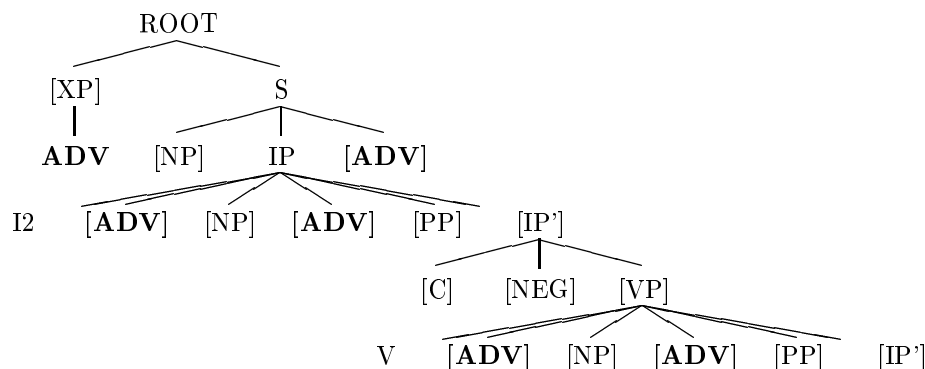 ROOT
[XP] S
ADV [NP] IP [ADV]
I2 [ADV] [NP] [ADV] [PP] [IP']
[C] [NEG] [VP]
V [ADV] [NP] [ADV] [PP] [IP']